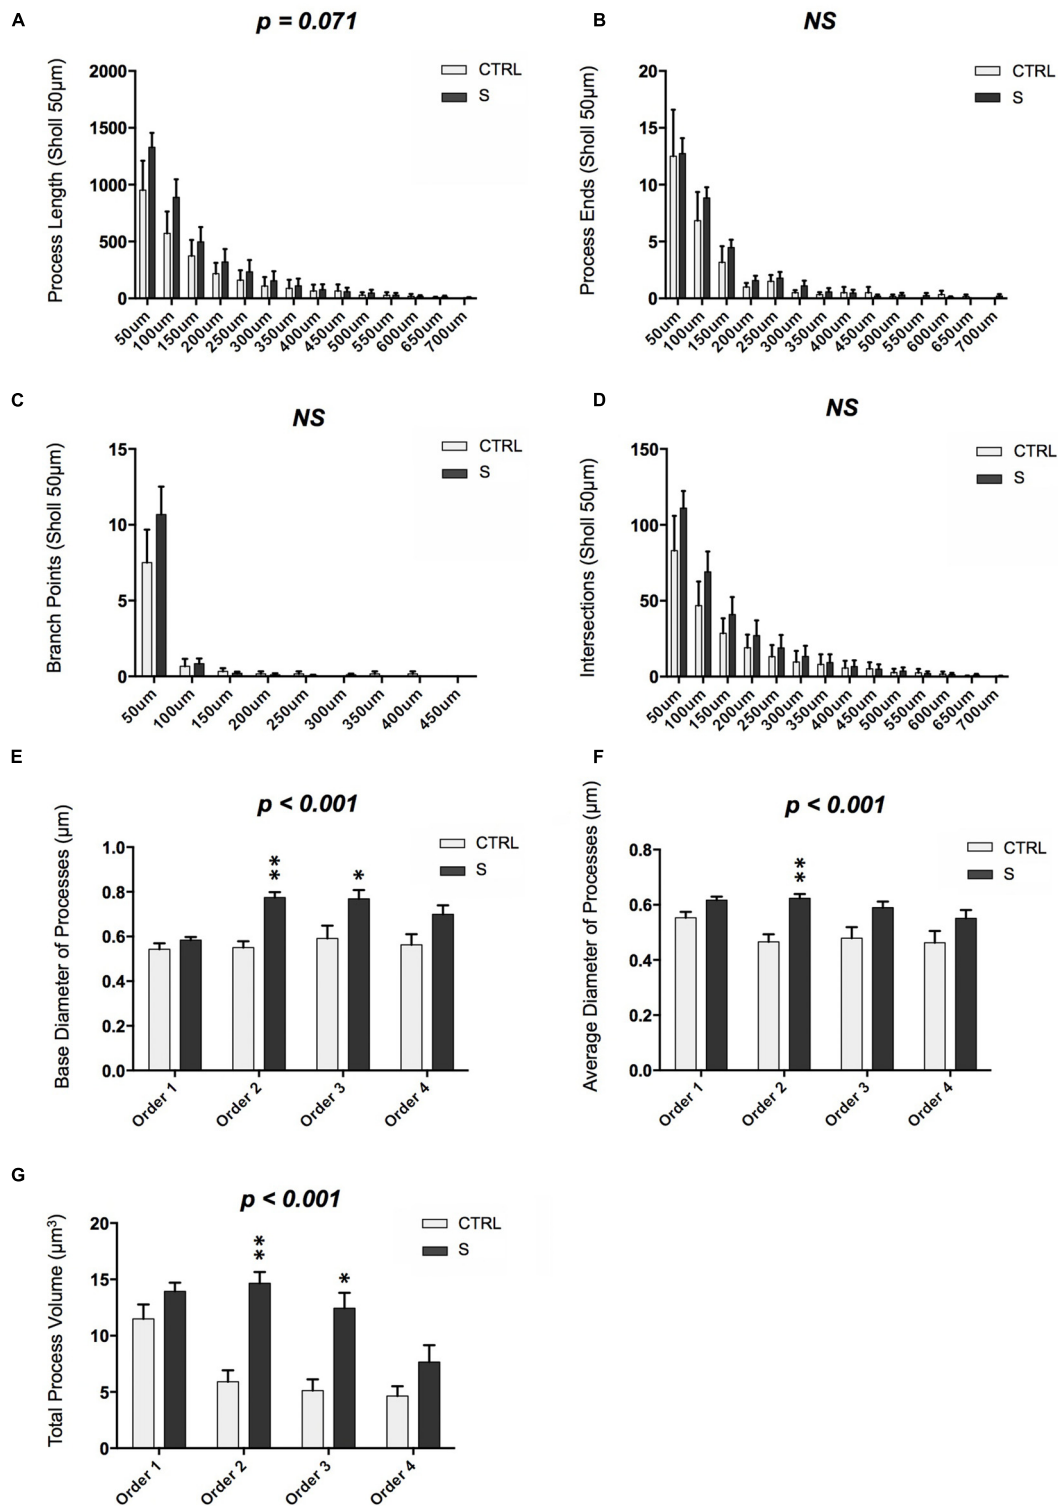 A
p = 0.071
Process Length (Sholl 50µm)
2000
1500
1000
500
0
CTRL
S
50um
100um
150um
200um
250um
300um
350um
400um
450um
500um
550um
600um
650um
700um
B
NS
Process Ends (Sholl 50µm)
20
15
10
5
0
CTRL
S
50um
100um
150um
200um
250um
300um
350um
400um
450um
500um
550um
600um
650um
700um
C
NS
Branch Points (Sholl 50µm)
15
10
5
0
CTRL
S
50um
100um
150um
200um
250um
300um
350um
400um
450um
D
NS
Intersections (Sholl 50µm)
150
100
50
0
CTRL
S
50um
100um
150um
200um
250um
300um
350um
400um
450um
500um
550um
600um
650um
700um
E
p < 0.001
Base Diameter of Processes (µm)
1.0
0.8
0.6
0.4
0.2
0.0
CTRL
S
**
*
Order 1
Order 2
Order 3
Order 4
F
p < 0.001
Average Diameter of Processes (µm)
0.8
0.6
0.4
0.2
0.0
CTRL
S
**
Order 1
Order 2
Order 3
Order 4
G
p < 0.001
Total Process Volume (µm³)
20
15
10
5
0
CTRL
S
**
*
Order 1
Order 2
Order 3
Order 4